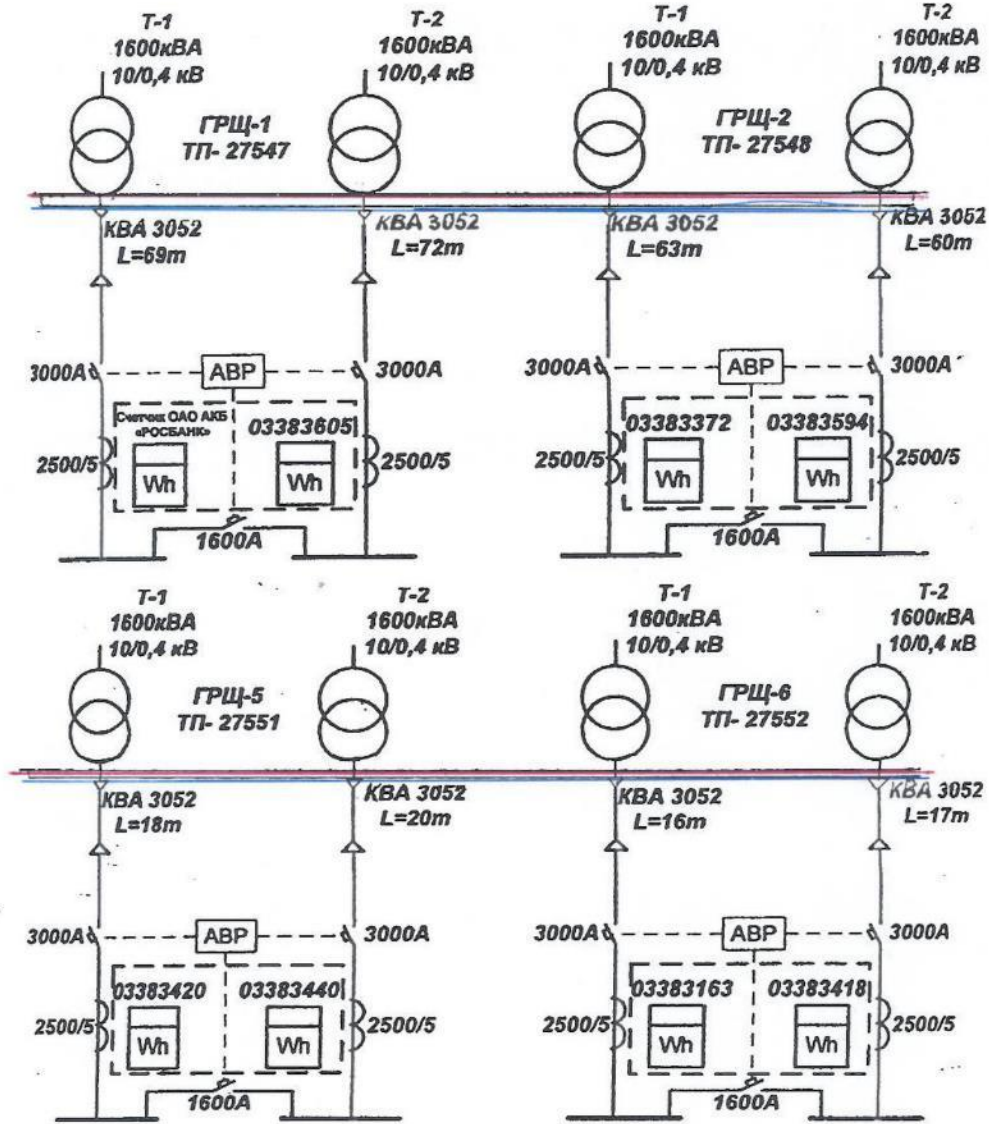 Т-1
1600кВА
10/0,4 кВ
Т-2
1600кВА
10/0,4 кВ
ГРЩ-1
ТП- 27547
КВА 3052
L=69m
КВА 3052
L=72m
3000А
АВР
3000А
Счетчик ОАО АКБ
«РОСБАНК»
03383605
2500/5
Wh
Wh
2500/5
1600А
Т-1
1600кВА
10/0,4 кВ
Т-2
1600кВА
10/0,4 кВ
ГРЩ-2
ТП- 27548
КВА 3052
L=63m
КВА 3052
L=60m
3000А
АВР
3000А
03383372
03383594
2500/5
Wh
Wh
2500/5
1600А
Т-1
1600кВА
10/0,4 кВ
Т-2
1600кВА
10/0,4 кВ
ГРЩ-5
ТП- 27551
КВА 3052
L=18m
КВА 3052
L=20m
3000А
АВР
3000А
03383420
03383440
2500/5
Wh
Wh
2500/5
1600А
Т-1
1600кВА
10/0,4 кВ
Т-2
1600кВА
10/0,4 кВ
ГРЩ-6
ТП- 27552
КВА 3052
L=16m
КВА 3052
L=17m
3000А
АВР
3000А
03383163
03383418
2500/5
Wh
Wh
2500/5
1600А